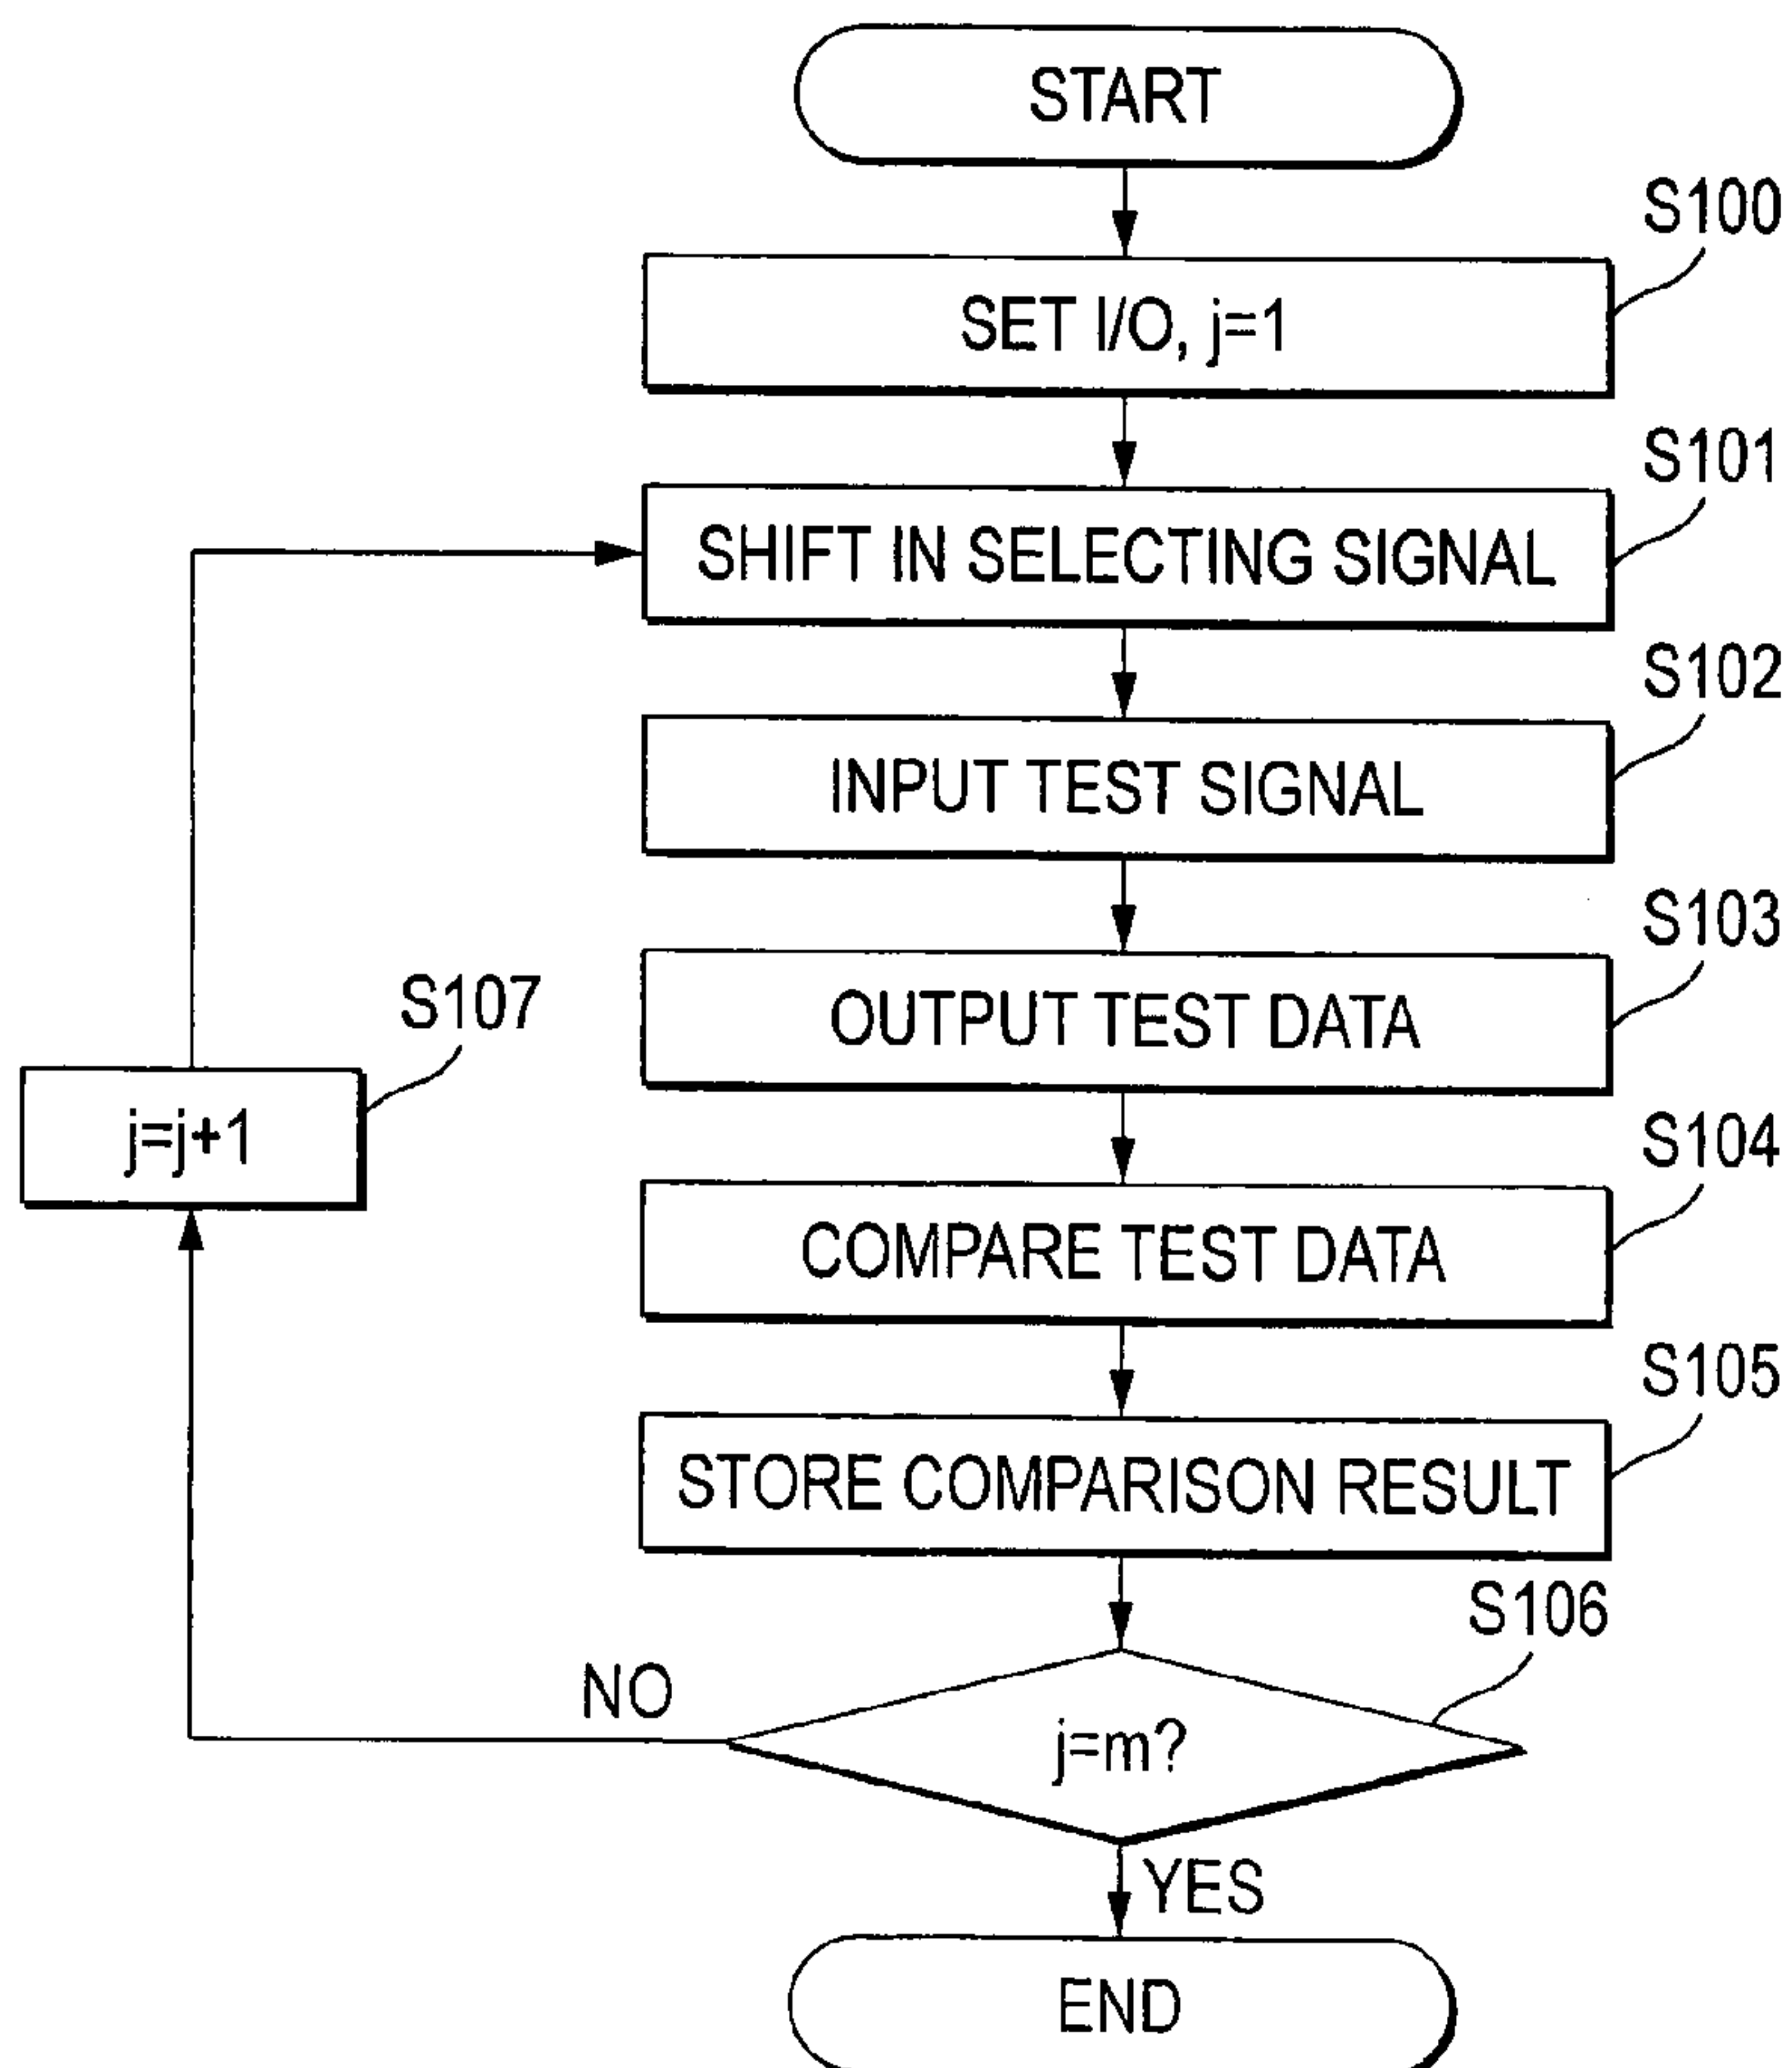 START
S100
SET I/O, j=1
S101
SHIFT IN SELECTING SIGNAL
S102
INPUT TEST SIGNAL
S103
OUTPUT TEST DATA
S107
j=j+1
S104
COMPARE TEST DATA
S105
STORE COMPARISON RESULT
S106
NO
j=m?
YES
END